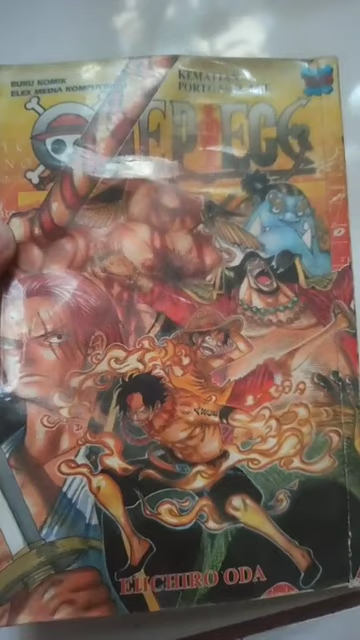 BUKU KOMIK
ELEX MEDIA KOMPUTINDO
KEMATIAN
PORTGAS D. ACE
ONE PIECE
EIICHIRO ODA